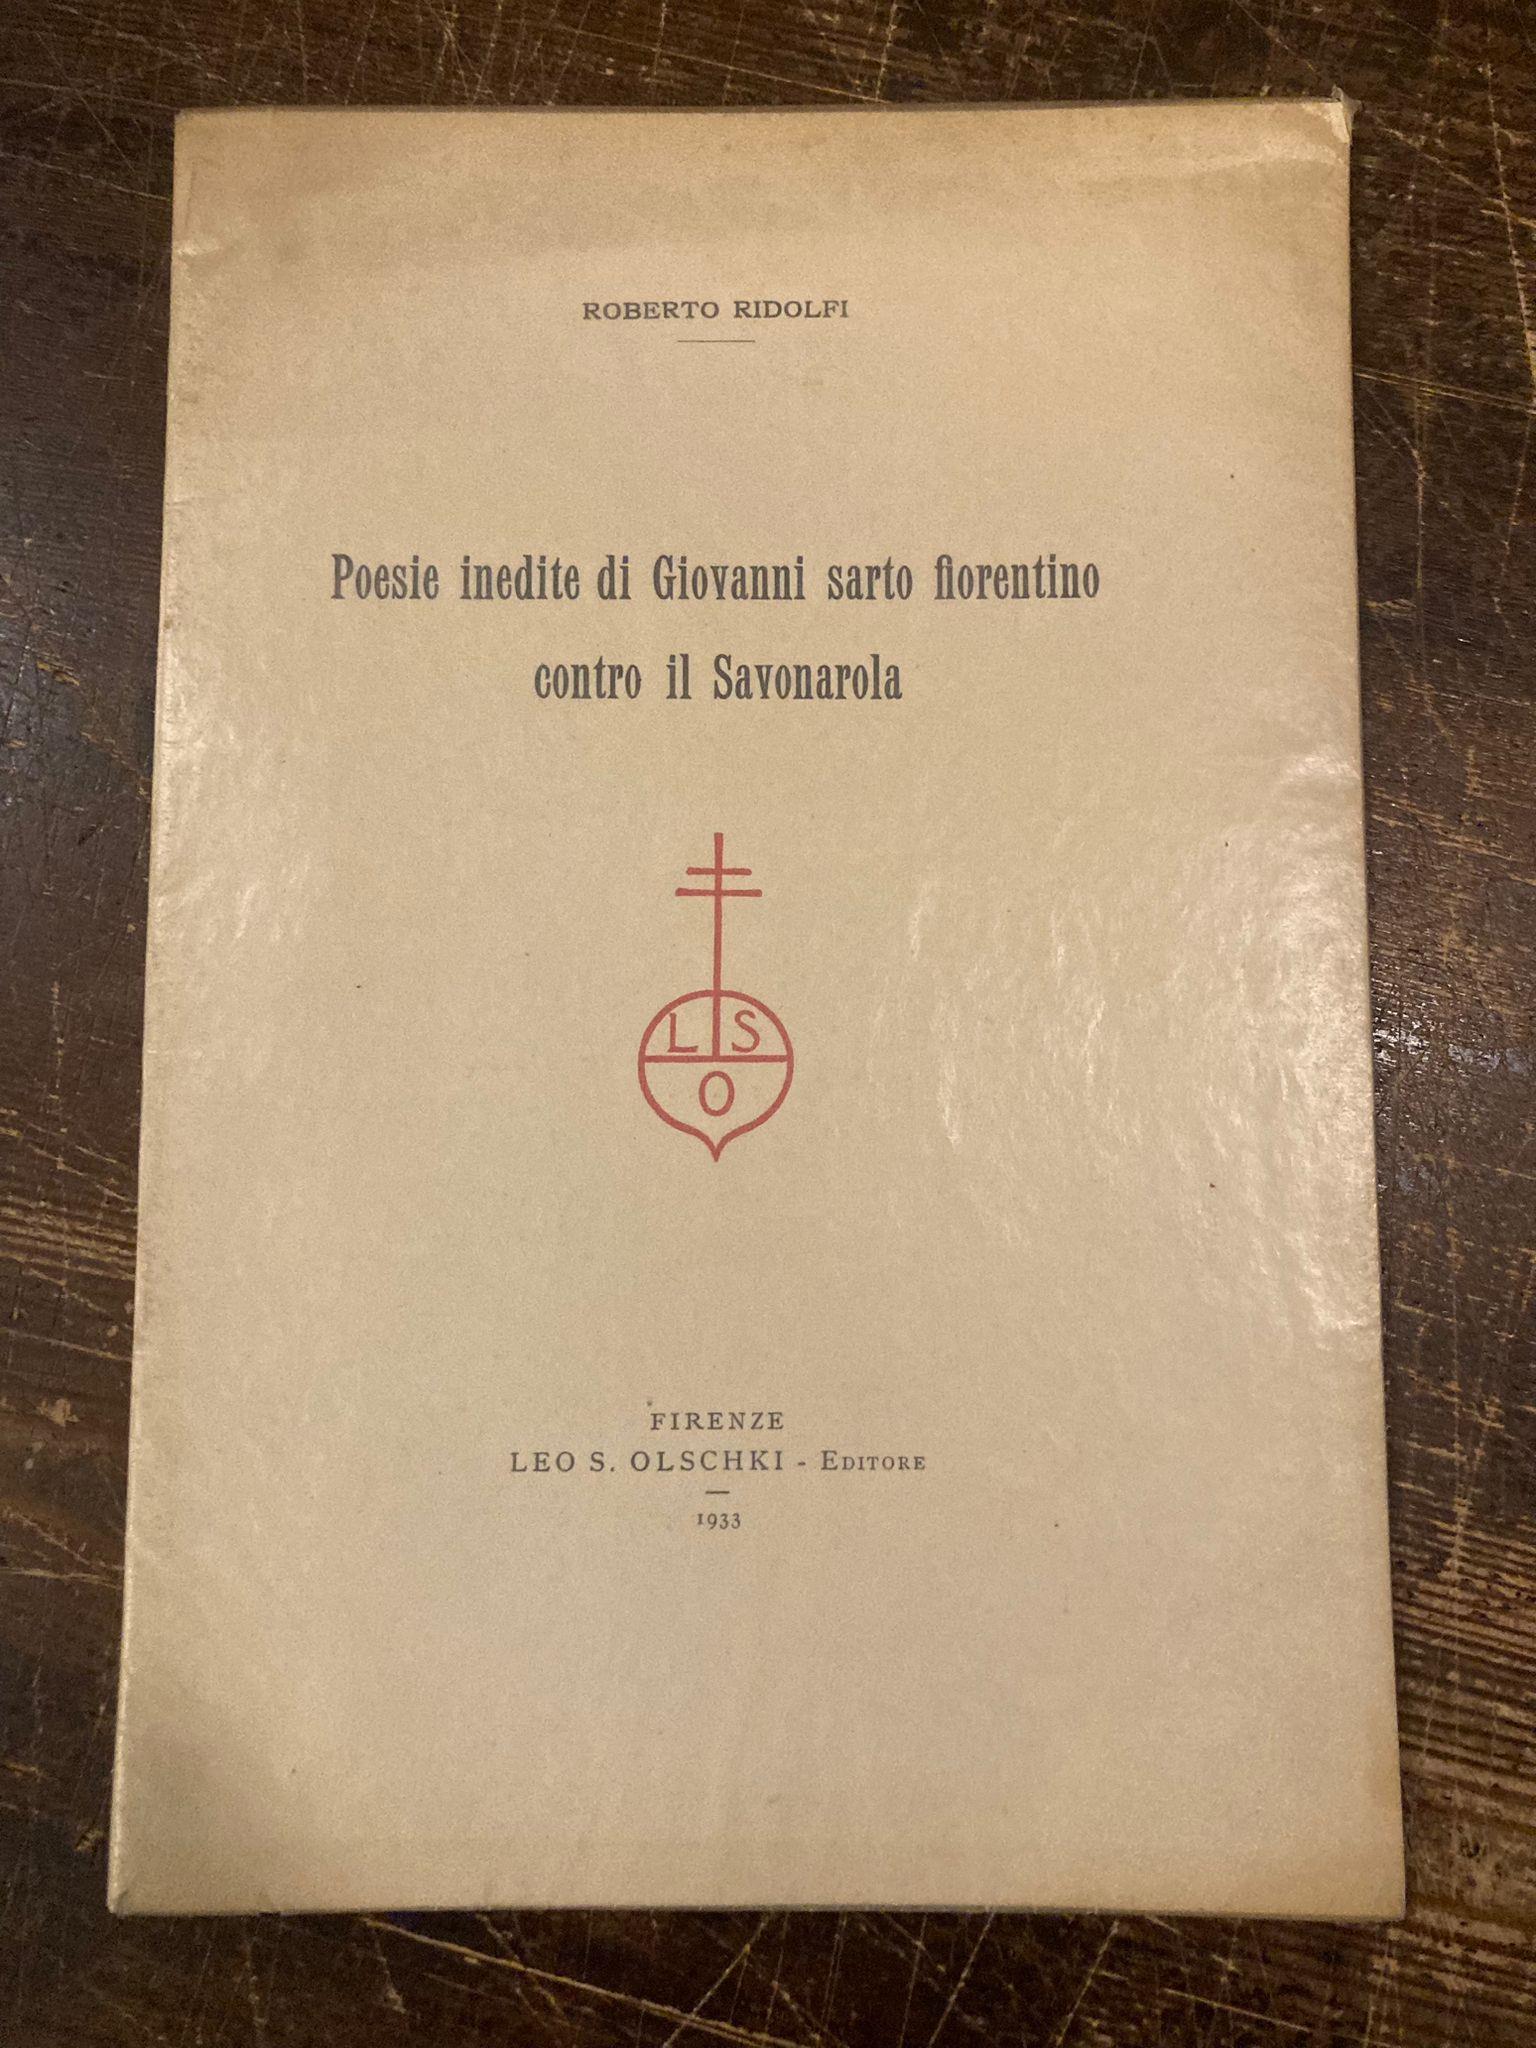 ROBERTO RIDOLFI
Poesie inedite di Giovanni sarto fiorentino
contro il Savonarola
L S
O
FIRENZE
LEO S. OLSCHKI - EDITORE
1933